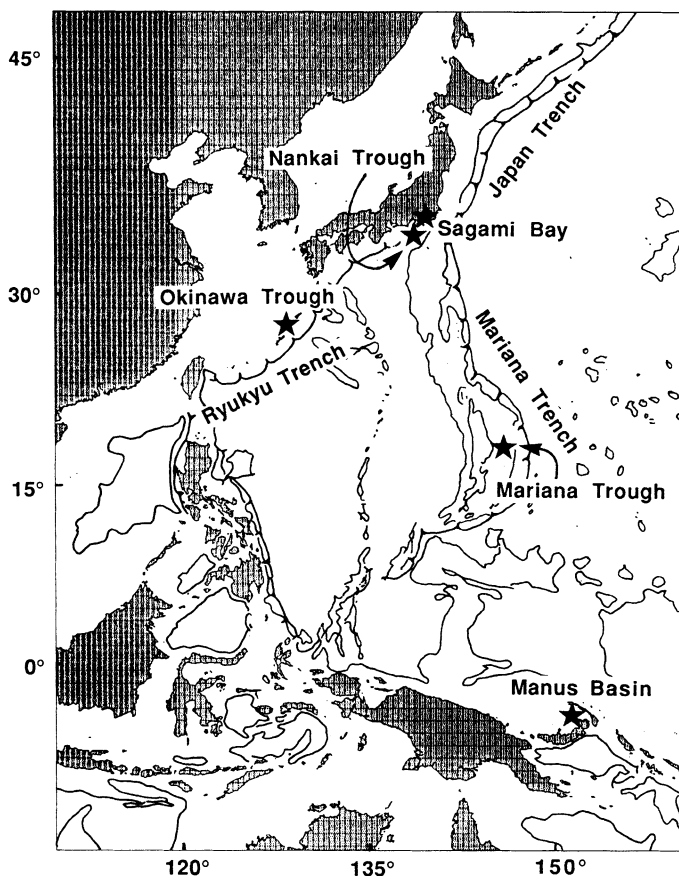 45°
Japan Trench
Nankai Trough
Sagami Bay
30°
Okinawa Trough
Ryukyu Trench
Mariana Trench
15°
Mariana Trough
0°
Manus Basin
120°
135°
150°